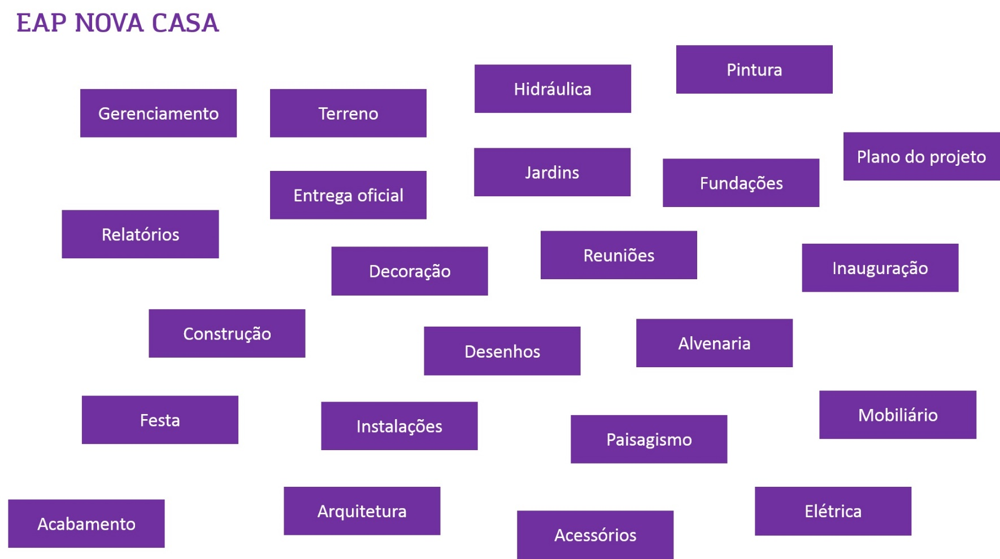 EAP NOVA CASA
Pintura
Hidráulica
Gerenciamento
Terreno
Plano do projeto
Jardins
Fundações
Entrega oficial
Relatórios
Reuniões
Inauguração
Decoração
Construção
Alvenaria
Desenhos
Mobiliário
Festa
Instalações
Paisagismo
Arquitetura
Elétrica
Acabamento
Acessórios